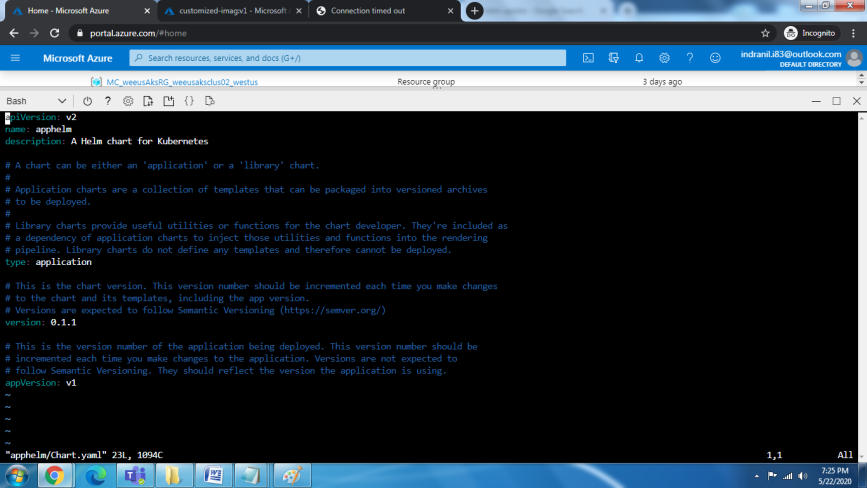 Home - Microsoft Azure
customized-imag:v1 - Microsoft
Connection timed out
portal.azure.com/#home
Incognito
Microsoft Azure
Search resources, services, and docs (G+/)
indranil.i83@outlook.com
DEFAULT DIRECTORY
MC_weeusAksRG_weeusaksclus02_westus
Resource group
3 days ago
Bash
apiVersion: v2
name: apphelm
description: A Helm chart for Kubernetes
# A chart can be either an 'application' or a 'library' chart.
#
# Application charts are a collection of templates that can be packaged into versioned archives
# to be deployed.
#
# Library charts provide useful utilities or functions for the chart developer. They're included as
# a dependency of application charts to inject those utilities and functions into the rendering
# pipeline. Library charts do not define any templates and therefore cannot be deployed.
type: application
# This is the chart version. This version number should be incremented each time you make changes
# to the chart and its templates, including the app version.
# Versions are expected to follow Semantic Versioning (https://semver.org/)
version: 0.1.1
# This is the version number of the application being deployed. This version number should be
# incremented each time you make changes to the application. Versions are not expected to
# follow Semantic Versioning. They should reflect the version the application is using.
appVersion: v1
~
~
~
~
~
"apphelm/Chart.yaml" 23L, 1094C
1,1
All
7:25 PM
5/22/2020